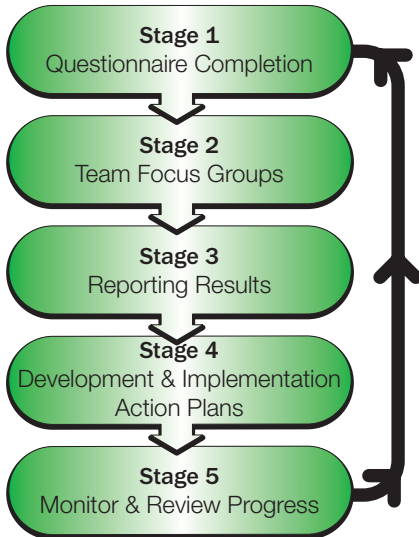 Stage 1
Questionnaire Completion
Stage 2
Team Focus Groups
Stage 3
Reporting Results
Stage 4
Development & Implementation
Action Plans
Stage 5
Monitor & Review Progress